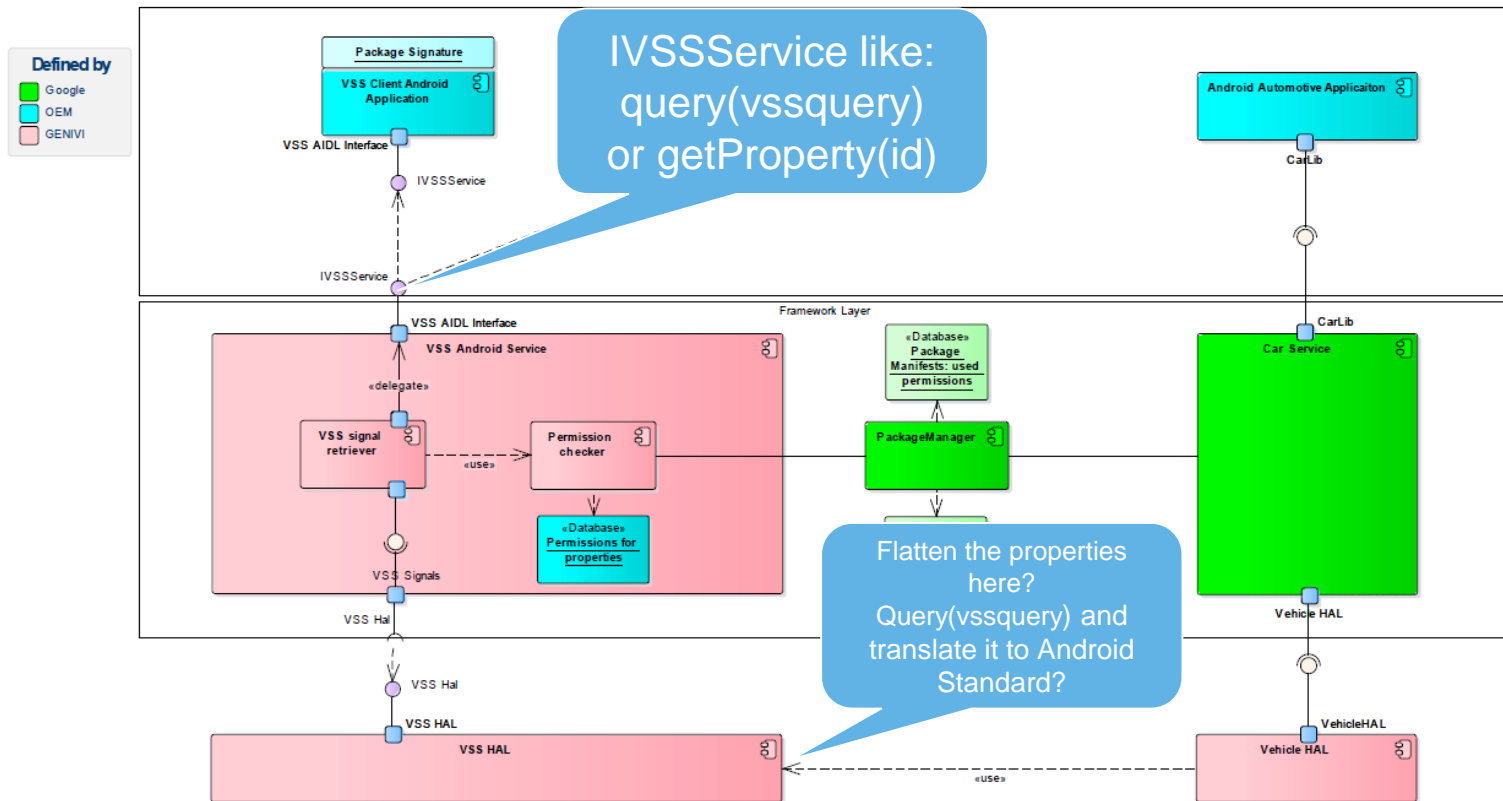 Defined by
Google
OEM
GENIVI
Package Signature
VSS Client Android
Application
VSS AIDL Interface
IVSSService
IVSSService
IVSSService like:
query(vssquery)
or getProperty(id)
Android Automotive Applicaiton
CarLib
Framework Layer
VSS AIDL Interface
VSS Android Service
«delegate»
VSS signal
retriever
«use»
Permission
checker
«Database»
Permissions for
properties
VSS Signals
VSS Hal
«Database»
Package
Manifests: used
permissions
PackageManager
CarLib
Car Service
Vehicle HAL
Flatten the properties
here?
Query(vssquery) and
translate it to Android
Standard?
VSS Hal
VSS HAL
VSS HAL
«use»
VehicleHAL
Vehicle HAL